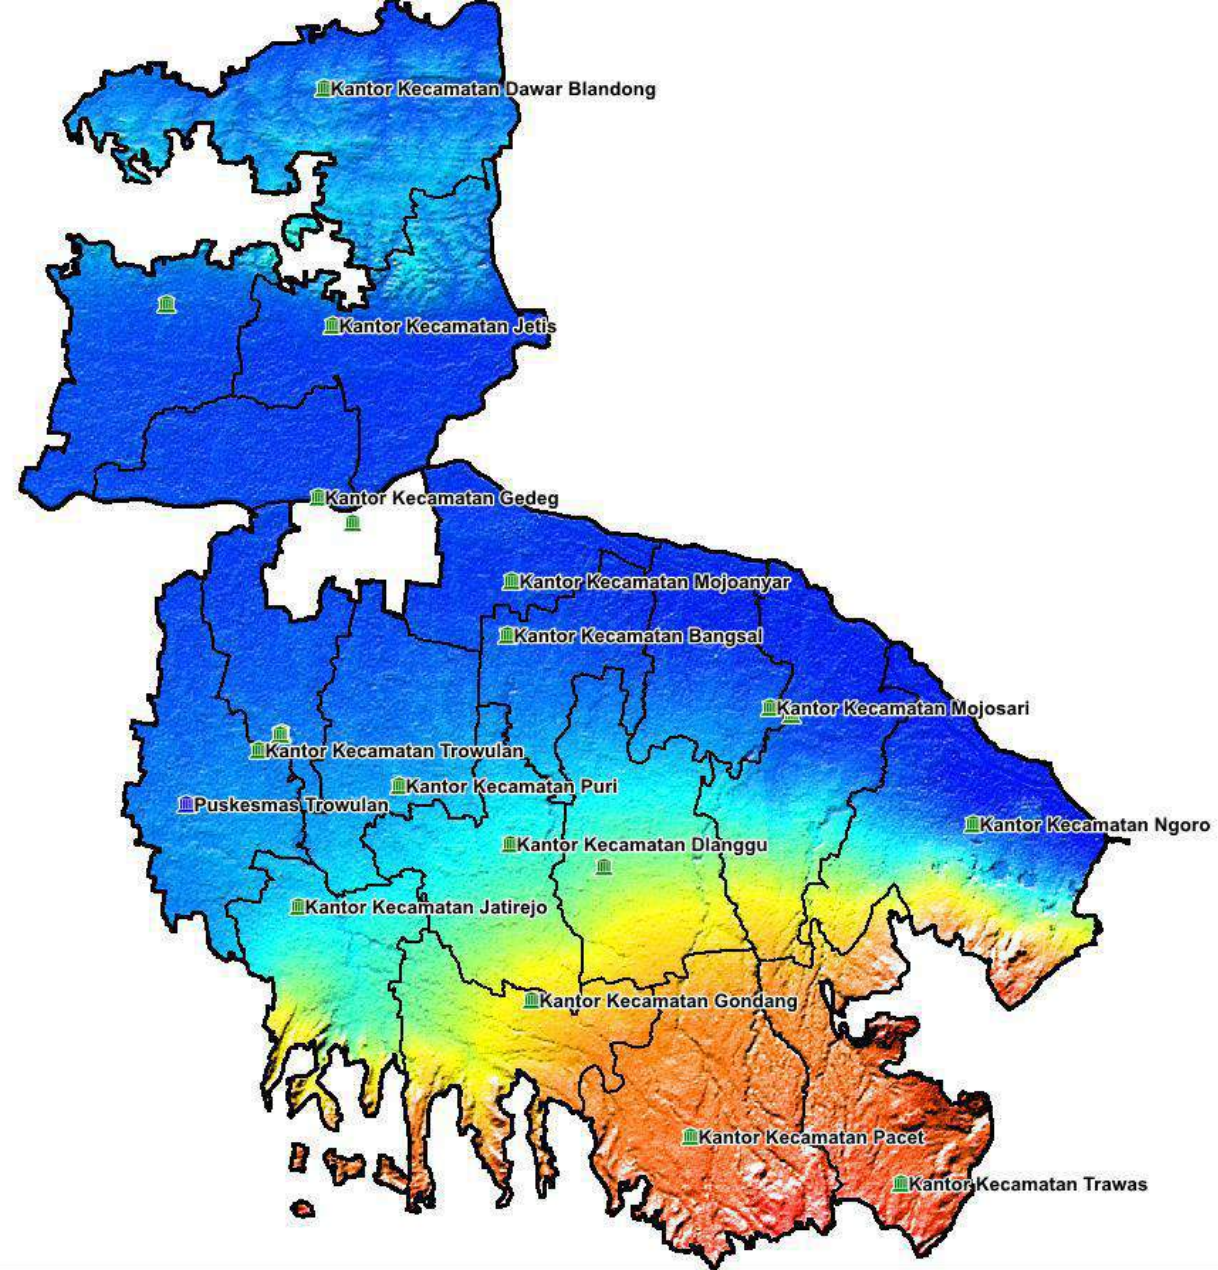 Kantor Kecamatan Dawar Blandong
Kantor Kecamatan Jetis
Kantor Kecamatan Gedeg
Kantor Kecamatan Mojoanyar
Kantor Kecamatan Bangsal
Kantor Kecamatan Mojosari
Kantor Kecamatan Trowulan
Kantor Kecamatan Puri
Puskesmas Trowulan
Kantor Kecamatan Ngoro
Kantor Kecamatan Dlanggu
Kantor Kecamatan Jatirejo
Kantor Kecamatan Gondang
Kantor Kecamatan Pacet
Kantor Kecamatan Trawas